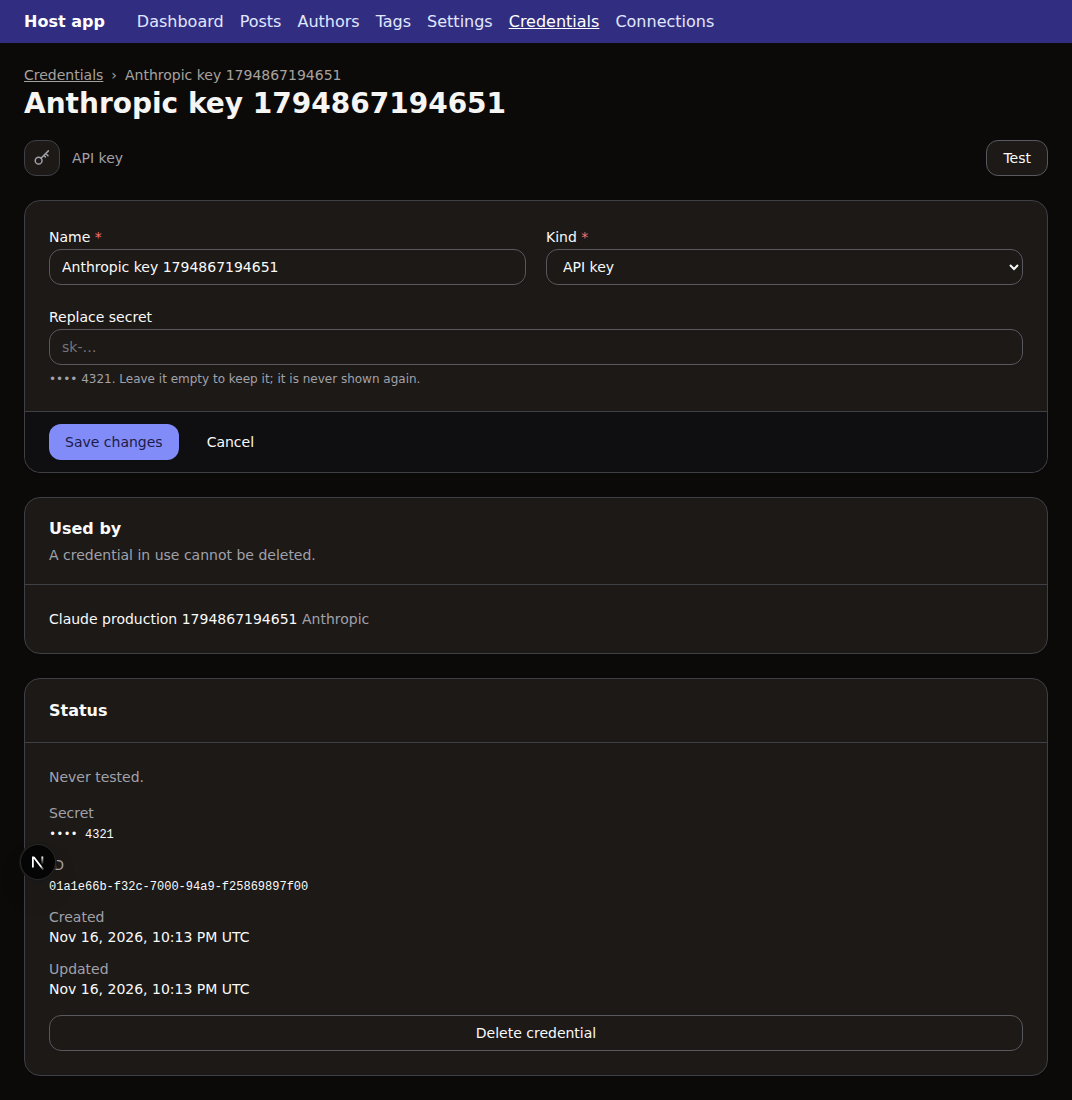 Host app Dashboard Posts Authors Tags Settings Credentials Connections
Credentials › Anthropic key 1794867194651
Anthropic key 1794867194651
API key Test
Name * Kind *
Anthropic key 1794867194651 API key
Replace secret
sk-...
•••• 4321. Leave it empty to keep it; it is never shown again.
Save changes Cancel
Used by
A credential in use cannot be deleted.
Claude production 1794867194651 Anthropic
Status
Never tested.
Secret
•••• 4321
N D
01a1e66b-f32c-7000-94a9-f25869897f00
Created
Nov 16, 2026, 10:13 PM UTC
Updated
Nov 16, 2026, 10:13 PM UTC
Delete credential